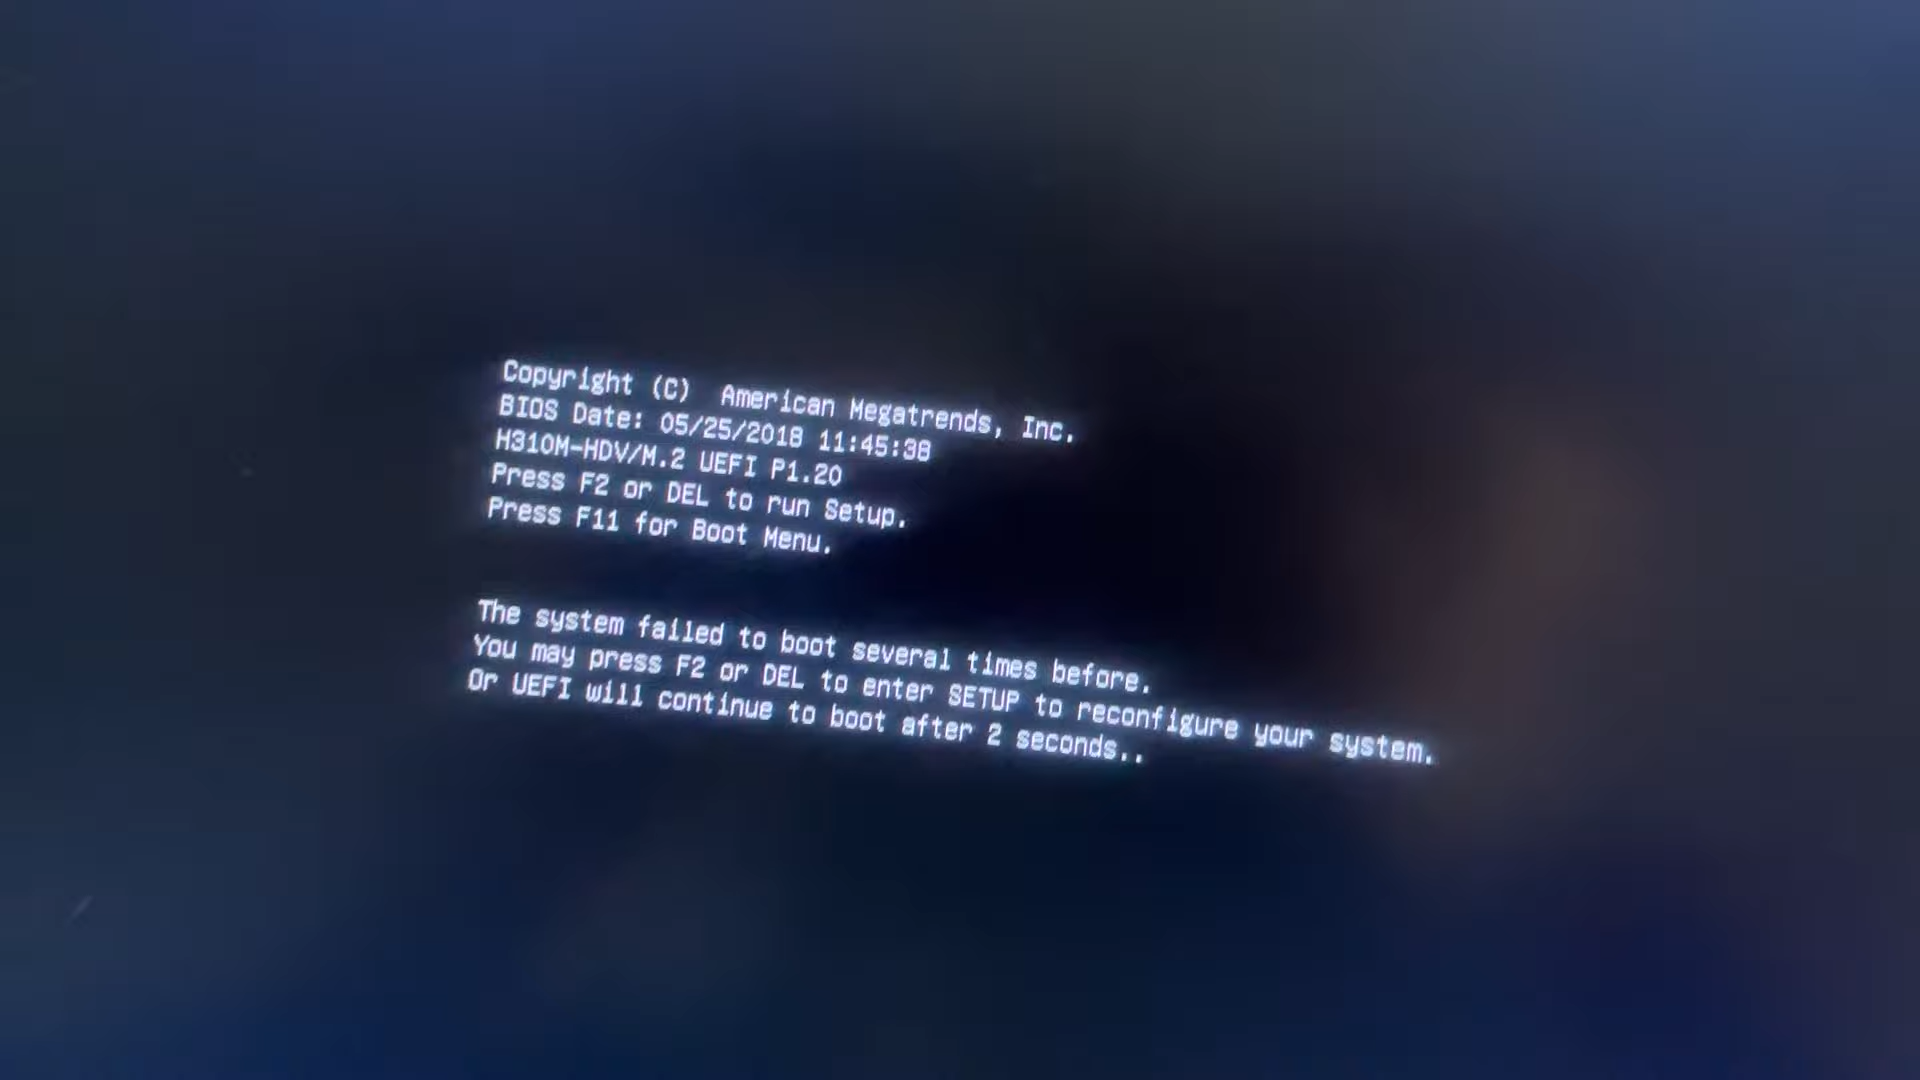 Copyright (C)  American Megatrends, Inc.
BIOS Date: 05/25/2018 11:45:38
H310M-HDV/M.2 UEFI P1.20
Press F2 or DEL to run Setup.
Press F11 for Boot Menu.
The system failed to boot several times before.
You may press F2 or DEL to enter SETUP to reconfigure your system.
Or UEFI will continue to boot after 2 seconds..